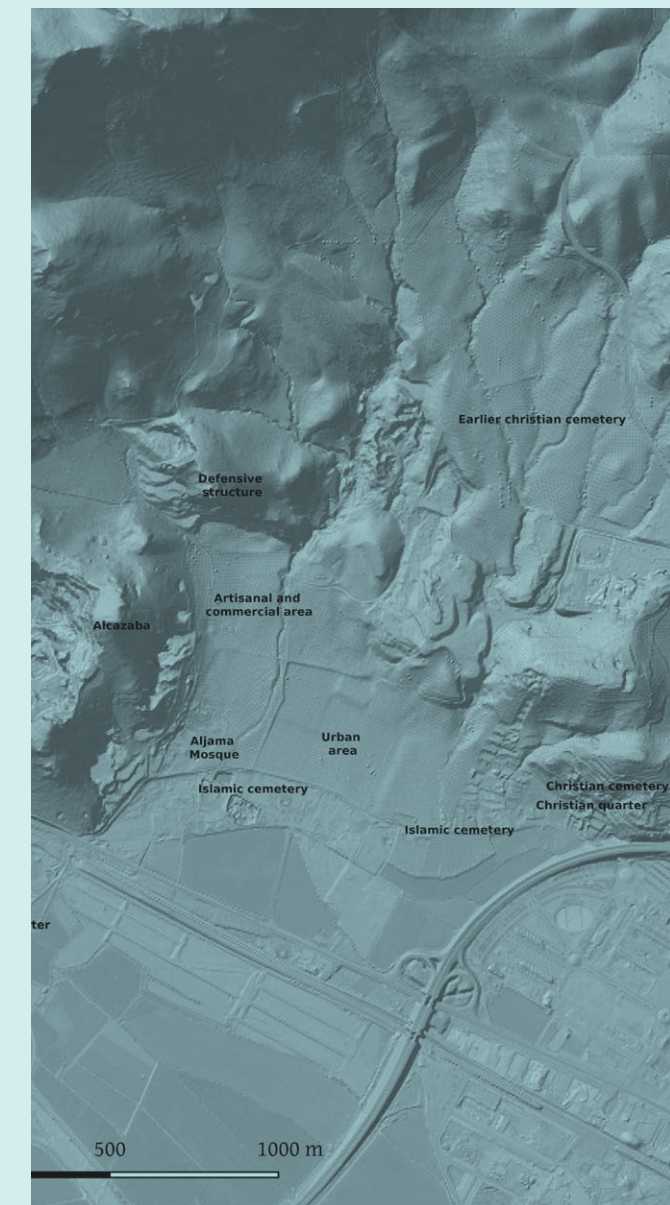 Earlier christian cemetery
Defensive
structure
Artisanal and
commercial area
Alcazaba
Aljama
Mosque
Urban
area
Islamic cemetery
Christian cemetery
Christian quarter
Islamic cemetery
ter
500 1000 m